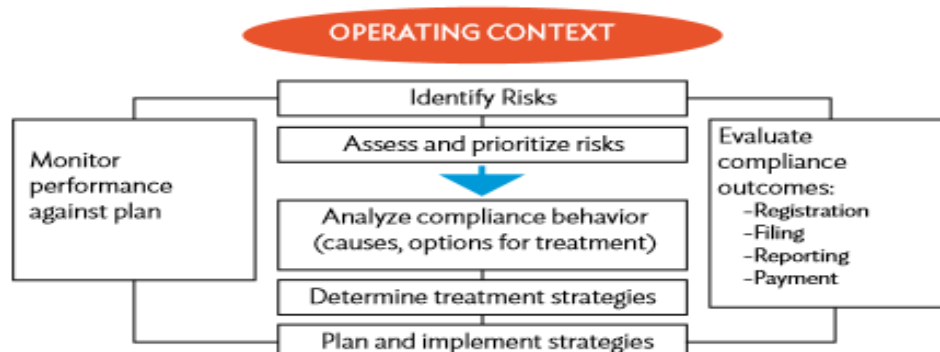 OPERATING CONTEXT
Identify Risks
Assess and prioritize risks
Monitor
performance
against plan
Analyze compliance behavior
(causes, options for treatment)
Determine treatment strategies
Plan and implement strategies
Evaluate
compliance
outcomes:
-Registration
-Filing
-Reporting
-Payment